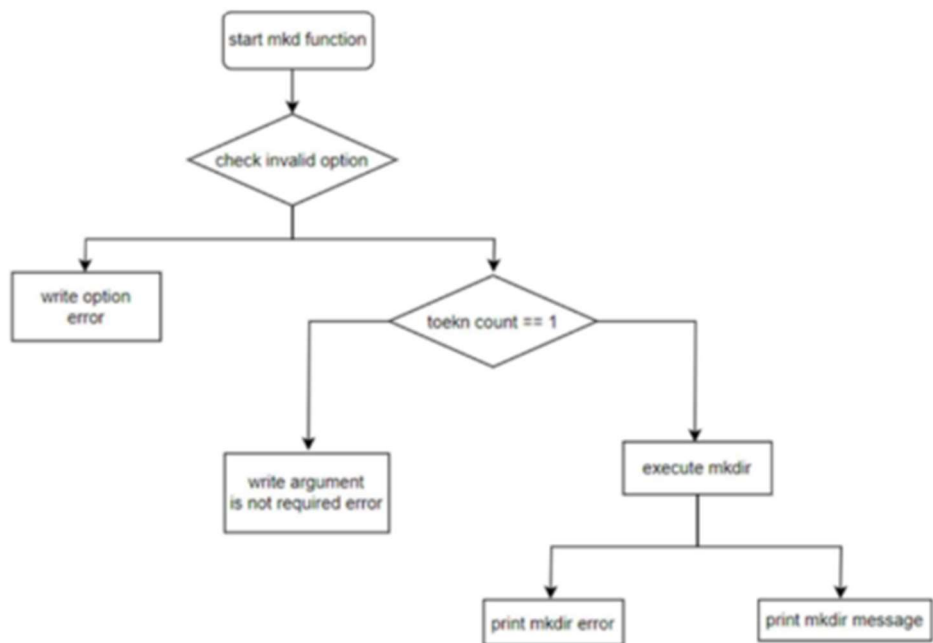 start mkd function
check invalid option
write option
error
toekn count == 1
write argument
is not required error
execute mkdir
print mkdir error
print mkdir message